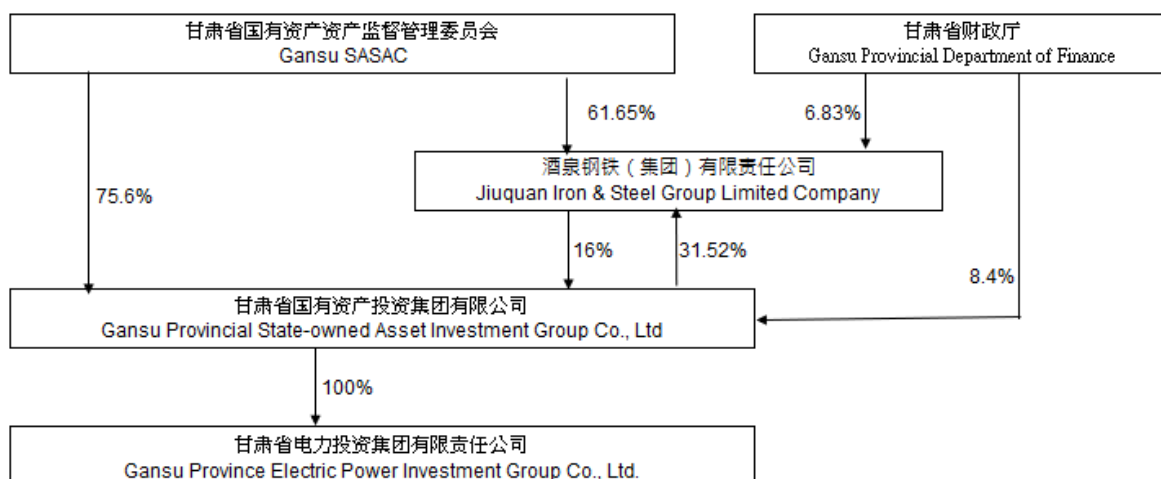 甘肃省国有资产资产监督管理委员会
Gansu SASAC
甘肃省财政厅
Gansu Provincial Department of Finance
61.65%
6.83%
酒泉钢铁（集团）有限责任公司
Jiuquan Iron & Steel Group Limited Company
75.6%
16%
31.52%
8.4%
甘肃省国有资产投资集团有限公司
Gansu Provincial State-owned Asset Investment Group Co., Ltd
100%
甘肃省电力投资集团有限责任公司
Gansu Province Electric Power Investment Group Co., Ltd.